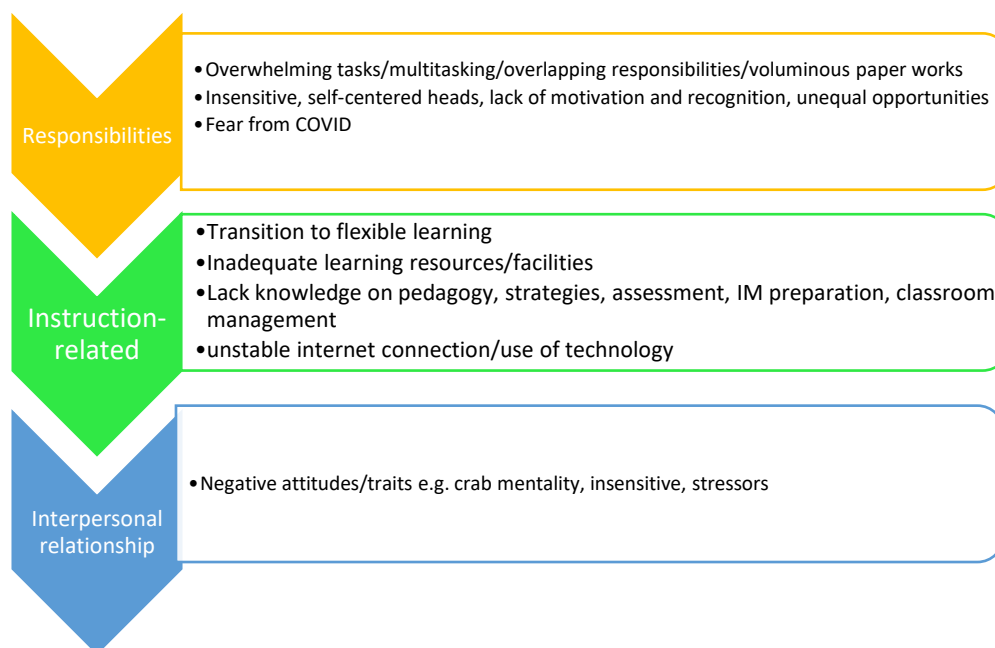 Responsibilities
•Overwhelming tasks/multitasking/overlapping responsibilities/voluminous paper works
•Insensitive, self-centered heads, lack of motivation and recognition, unequal opportunities
•Fear from COVID
Instruction-
related
•Transition to flexible learning
•Inadequate learning resources/facilities
•Lack knowledge on pedagogy, strategies, assessment, IM preparation, classroom
management
•unstable internet connection/use of technology
Interpersonal
relationship
•Negative attitudes/traits e.g. crab mentality, insensitive, stressors